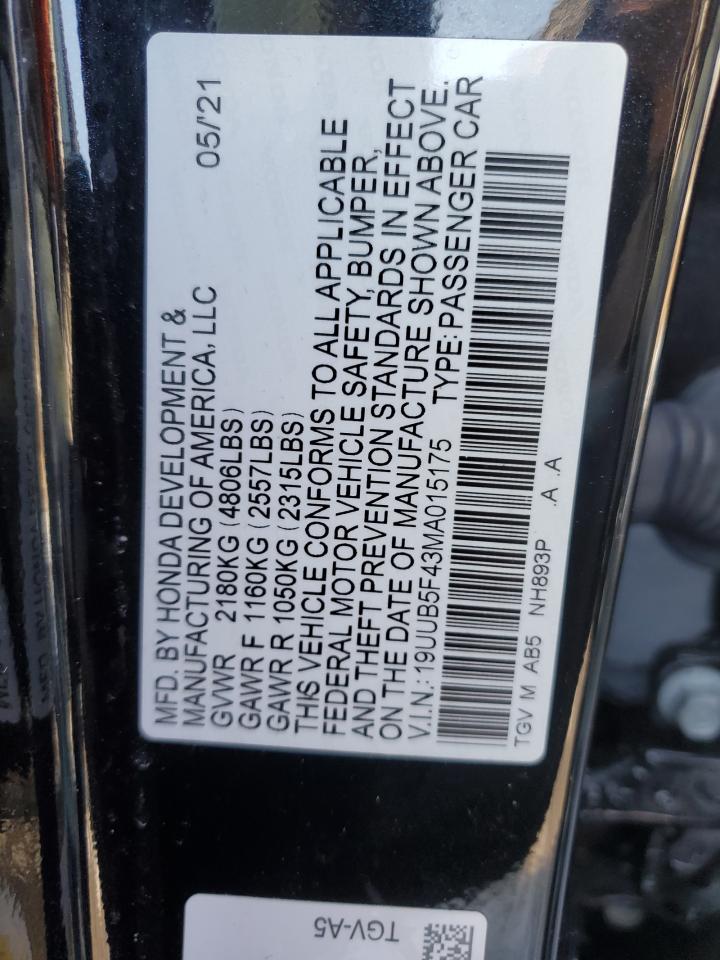 MFD. BY HONDA DEVELOPMENT &
MANUFACTURING OF AMERICA, LLC 05/'21
GVWR 2180KG (4806LBS)
GAWR F 1160KG (2557LBS)
GAWR R 1050KG (2315LBS)
THIS VEHICLE CONFORMS TO ALL APPLICABLE
FEDERAL MOTOR VEHICLE SAFETY, BUMPER,
AND THEFT PREVENTION STANDARDS IN EFFECT
ON THE DATE OF MANUFACTURE SHOWN ABOVE.
V.I.N.:19UUB5F43MA015175 TYPE:PASSENGER CAR
TGV M AB5 NH893P .A .A
TGV-A5